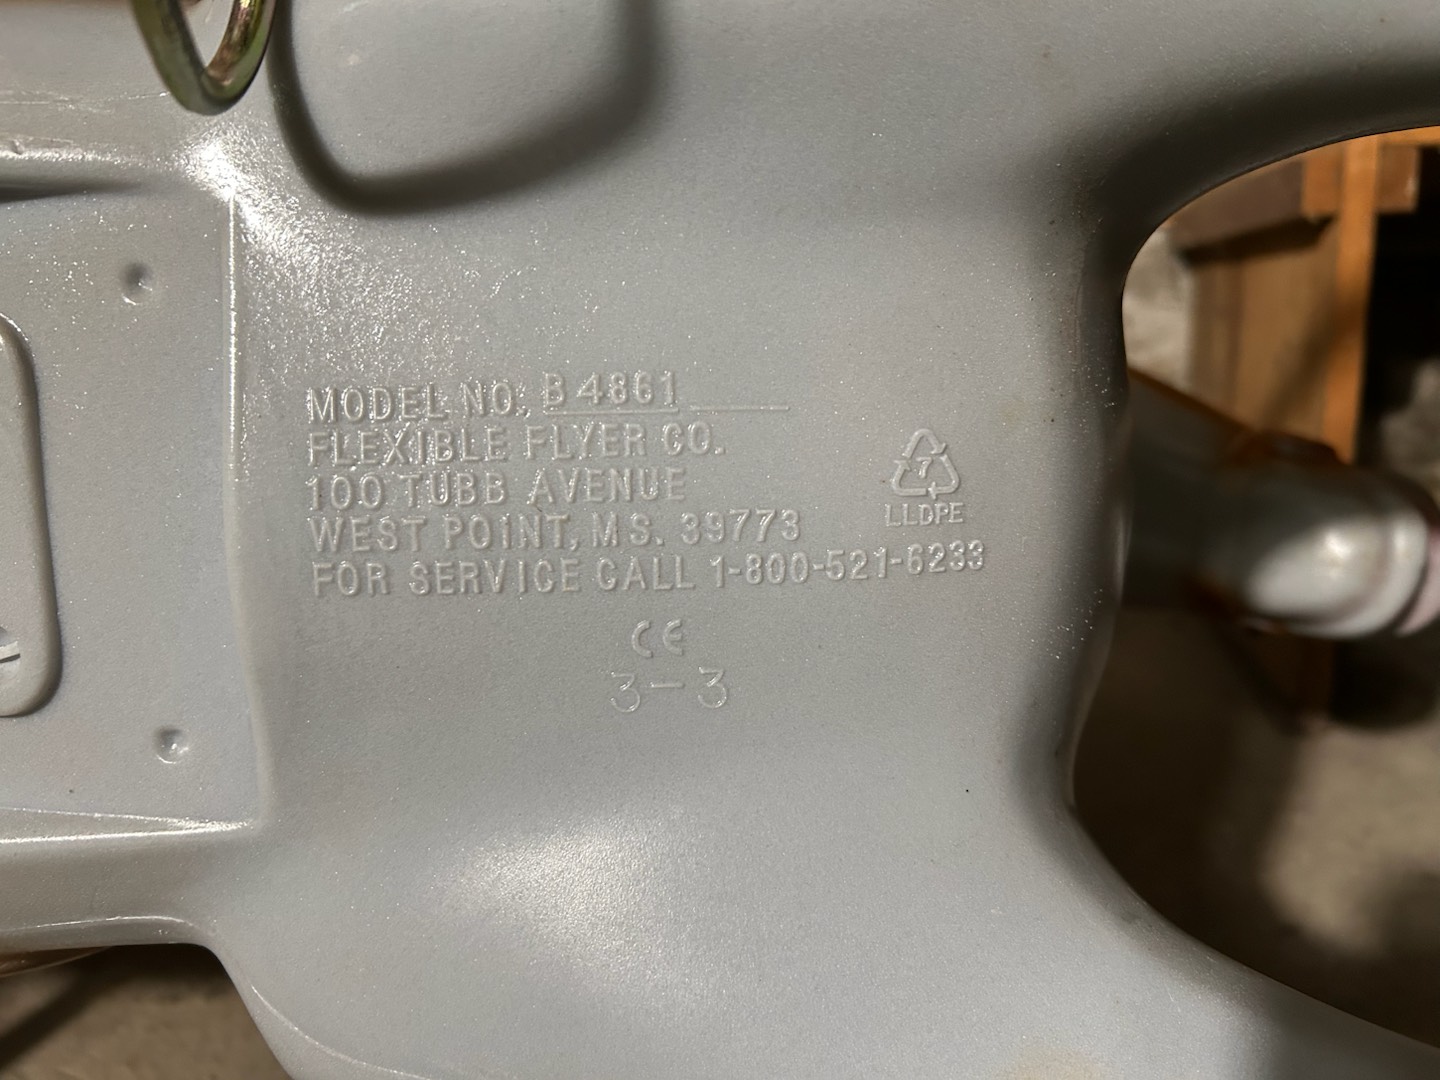 MODEL NO. B4861
FLEXIBLE FLYER CO.
100 TUBB AVENUE
WEST POINT, MS. 39773
FOR SERVICE CALL 1-800-521-6233
7
LLDPE
CE
3-3